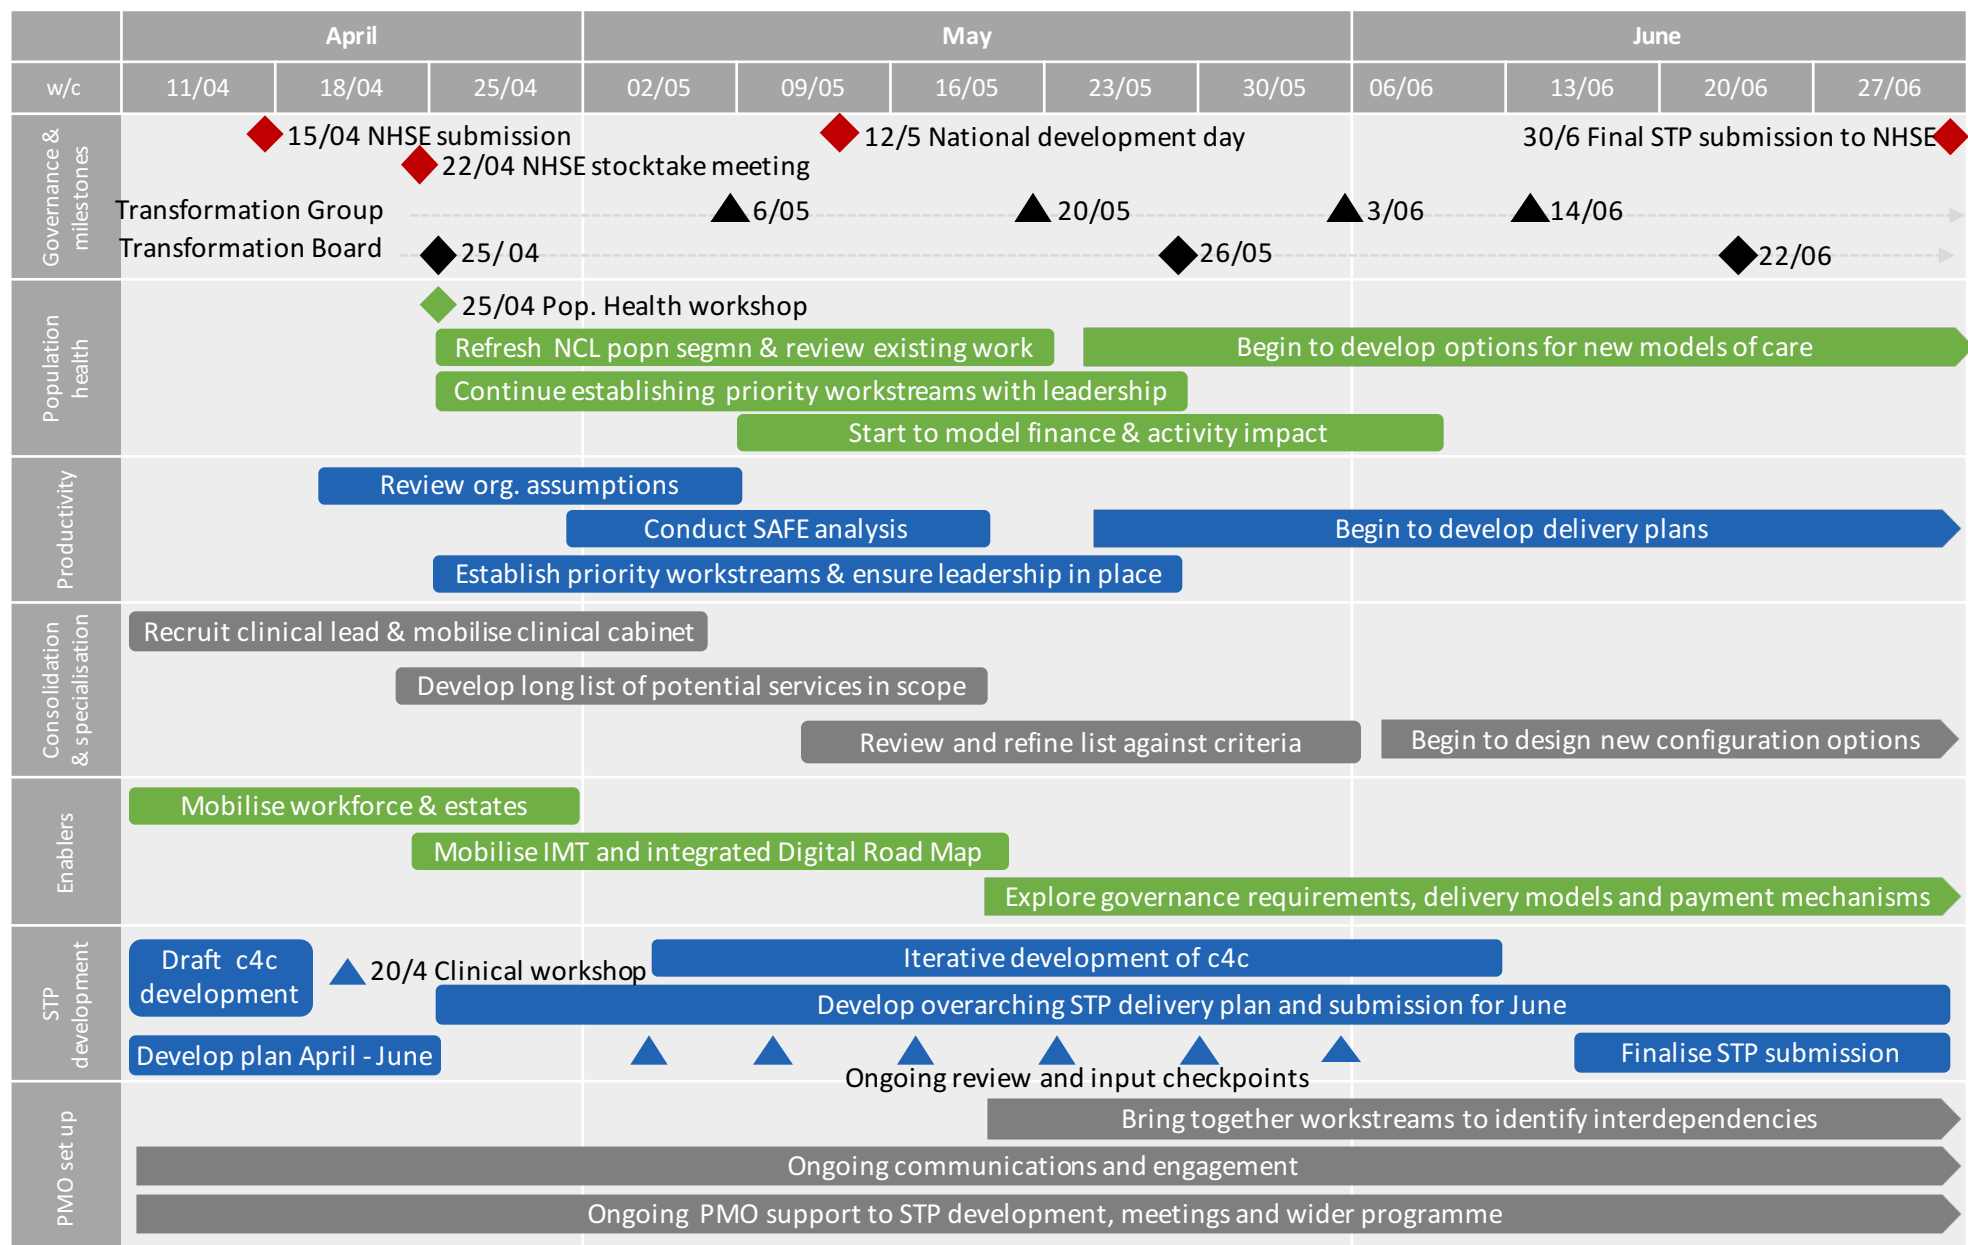 April May June
w/c 11/04 18/04 25/04 02/05 09/05 16/05 23/05 30/05 06/06 13/06 20/06 27/06
Governance &
milestones
15/04 NHSE submission
12/5 National development day
30/6 Final STP submission to NHSE
22/04 NHSE stocktake meeting
Transformation Group 6/05 20/05 3/06 14/06
Transformation Board 25/04 26/05 22/06
Population
health
25/04 Pop. Health workshop
Refresh NCL popn segmn & review existing work
Begin to develop options for new models of care
Continue establishing priority workstreams with leadership
Start to model finance & activity impact
Productivity
Review org. assumptions
Conduct SAFE analysis
Begin to develop delivery plans
Establish priority workstreams & ensure leadership in place
Consolidation
& specialisation
Recruit clinical lead & mobilise clinical cabinet
Develop long list of potential services in scope
Review and refine list against criteria
Begin to design new configuration options
Enablers
Mobilise workforce & estates
Mobilise IMT and integrated Digital Road Map
Explore governance requirements, delivery models and payment mechanisms
STP
development
Draft c4c
development
20/4 Clinical workshop
Iterative development of c4c
Develop overarching STP delivery plan and submission for June
Develop plan April - June
Finalise STP submission
Ongoing review and input checkpoints
PMO set up
Bring together workstreams to identify interdependencies
Ongoing communications and engagement
Ongoing PMO support to STP development, meetings and wider programme